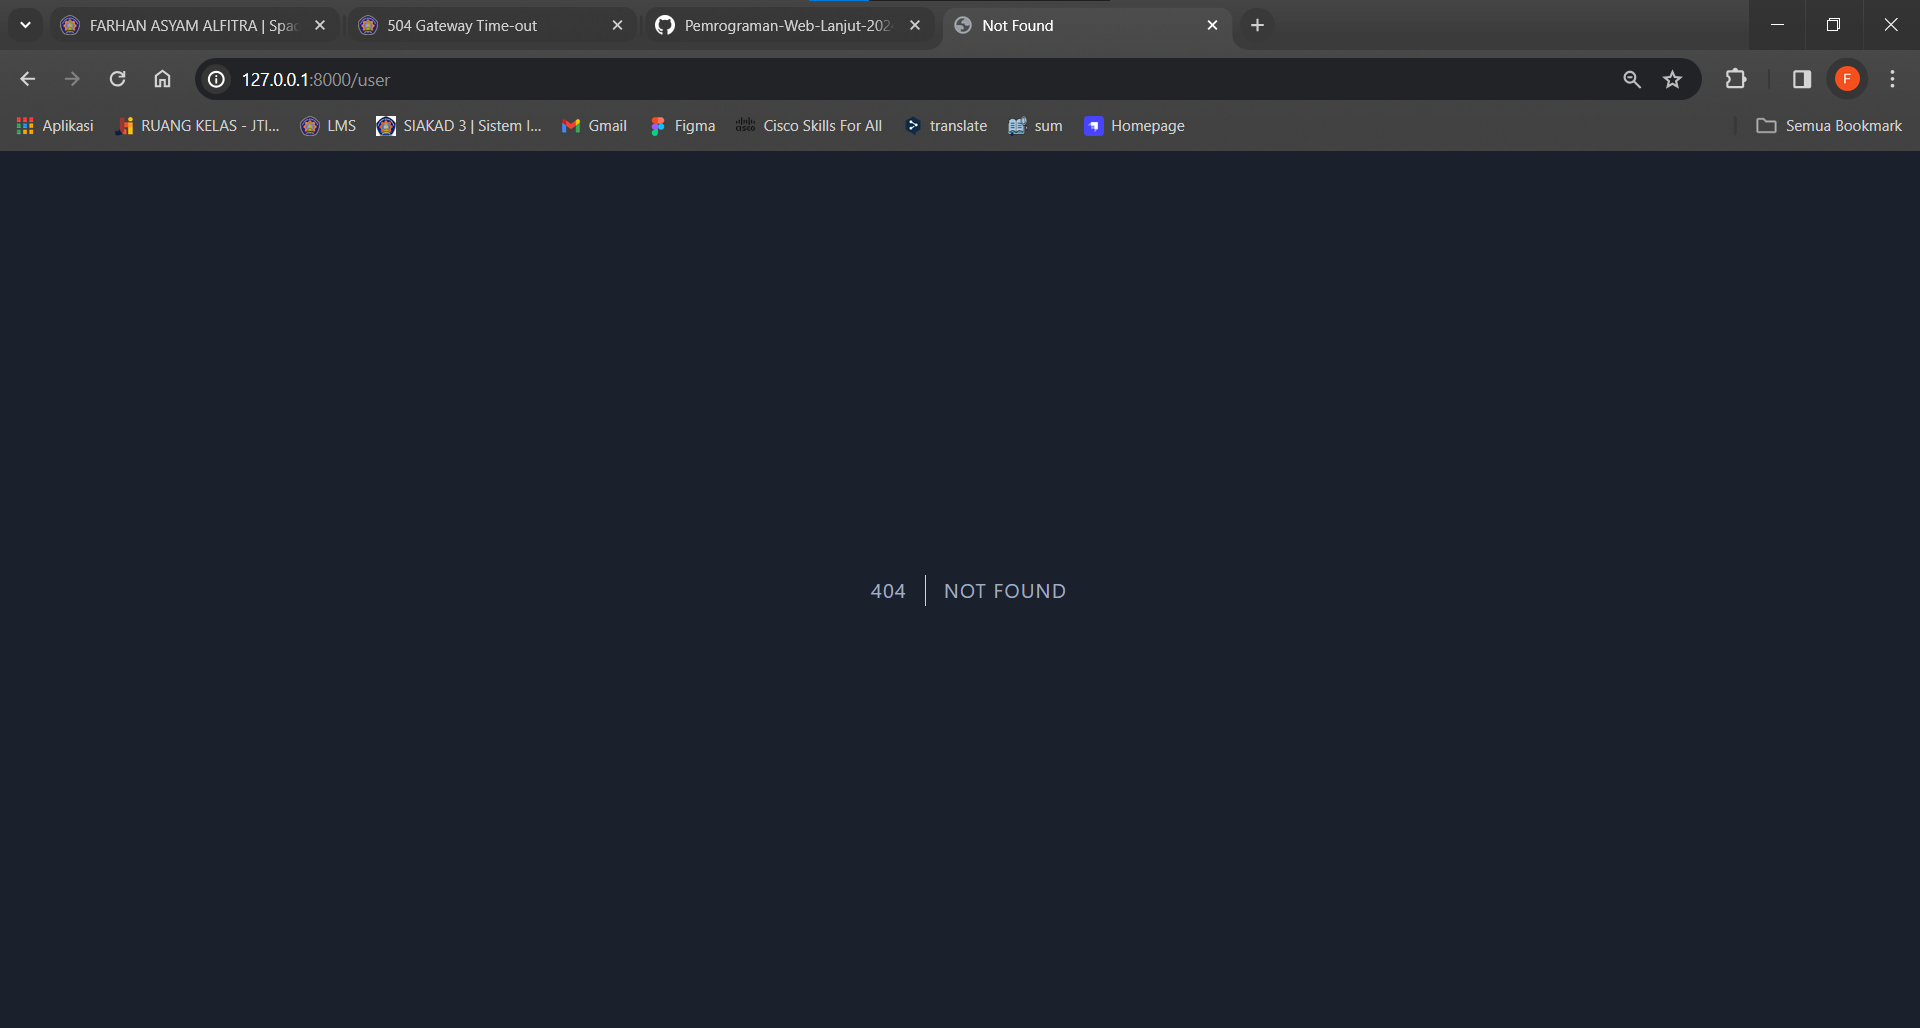 FARHAN ASYAM ALFITRA | Spac
504 Gateway Time-out
Pemrograman-Web-Lanjut-202
Not Found
127.0.0.1:8000/user
F
Aplikasi
RUANG KELAS - JTI...
LMS
SIAKAD 3 | Sistem I...
Gmail
Figma
Cisco Skills For All
translate
sum
Homepage
Semua Bookmark
404
NOT FOUND